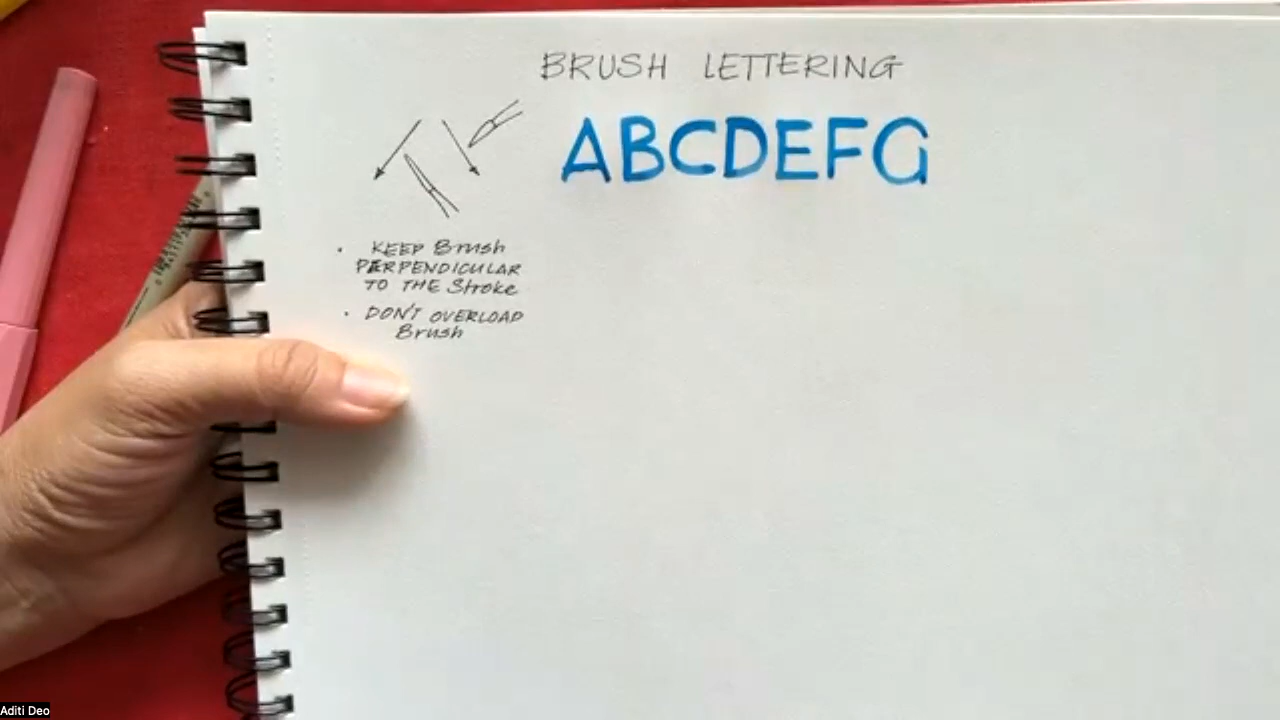 BRUSH LETTERING
ABCDEFG
• KEEP Brush
PERPENDICULAR
TO THE Stroke
• DON'T OVERLOAD
Brush
Aditi Deo